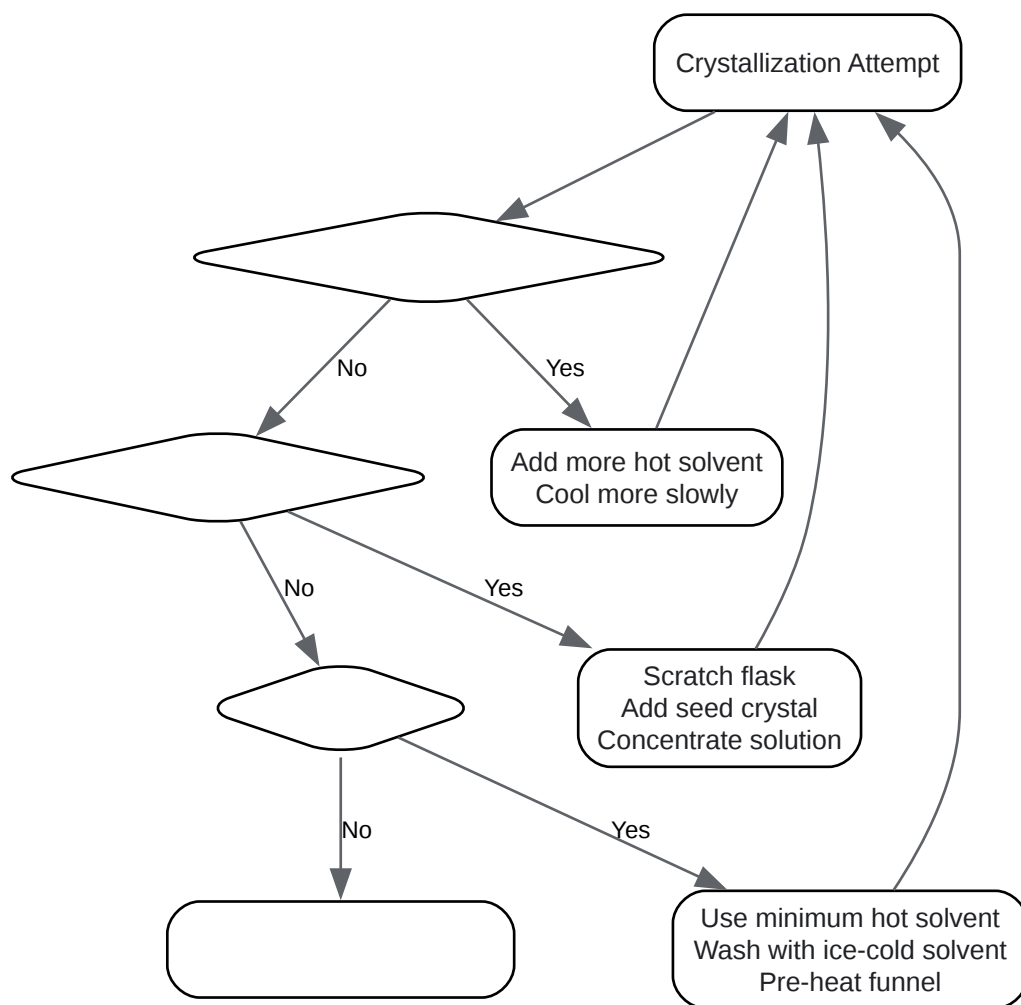 Crystallization Attempt
No
Yes
Add more hot solvent
Cool more slowly
No
Yes
Scratch flask
Add seed crystal
Concentrate solution
No
Yes
Use minimum hot solvent
Wash with ice-cold solvent
Pre-heat funnel